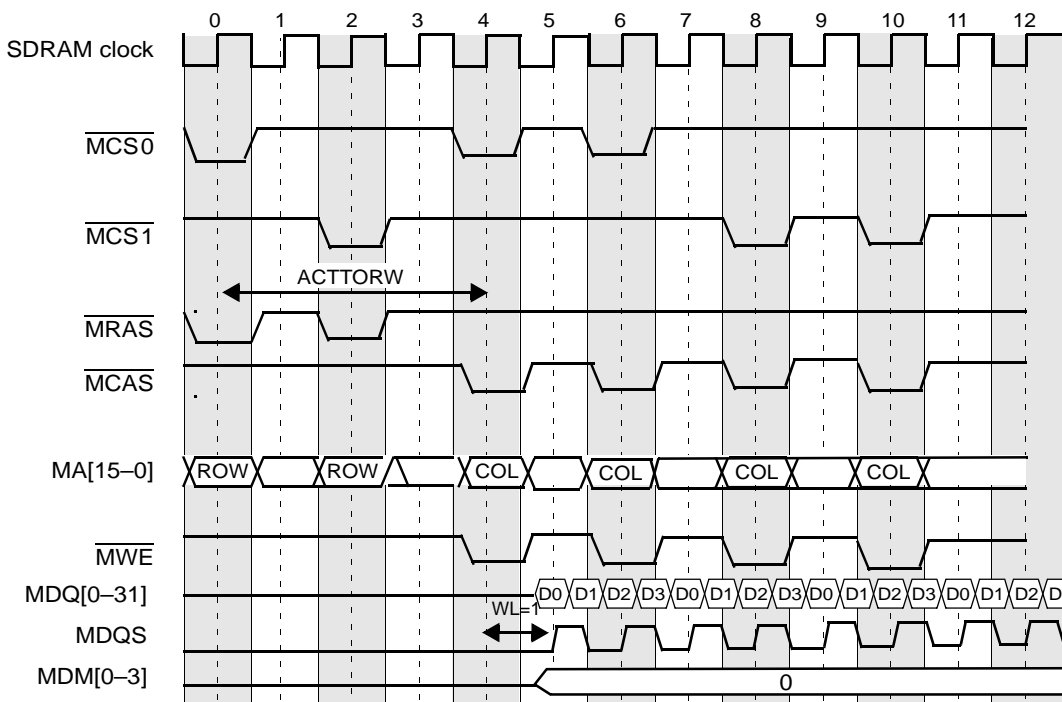 0 1 2 3 4 5 6 7 8 9 10 11 12
SDRAM clock
MCS0
MCS1
ACTTORW
MRAS
MCAS
MA[15–0] ROW ROW COL COL COL COL
MWE
MDQ[0–31] D0 D1 D2 D3 D0 D1 D2 D3 D0 D1 D2 D3 D0 D1 D2 D
WL=1
MDQS
MDM[0–3] 0